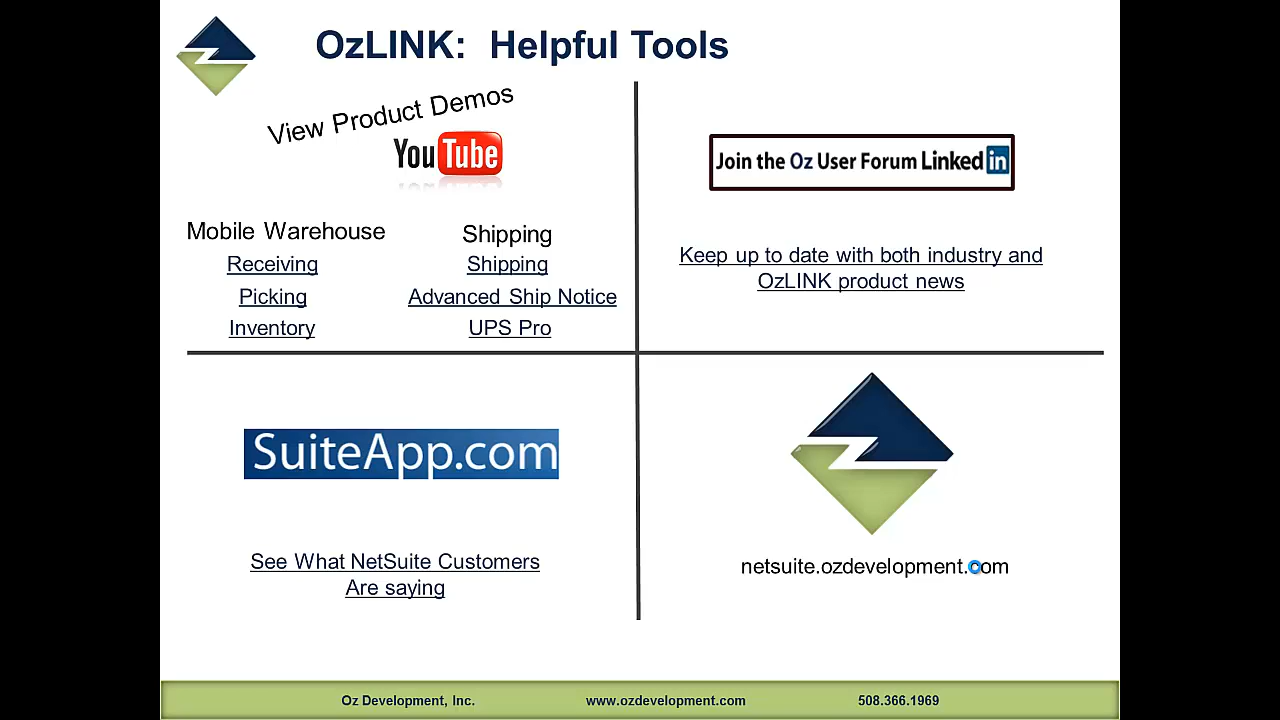 OzLINK: Helpful Tools
View Product Demos
YouTube
Mobile Warehouse
Receiving
Picking
Inventory
Shipping
Shipping
Advanced Ship Notice
UPS Pro
Join the Oz User Forum Linked in
Keep up to date with both industry and
OzLINK product news
SuiteApp.com
See What NetSuite Customers
Are saying
netsuite.ozdevelopment.com
Oz Development, Inc. www.ozdevelopment.com 508.366.1969